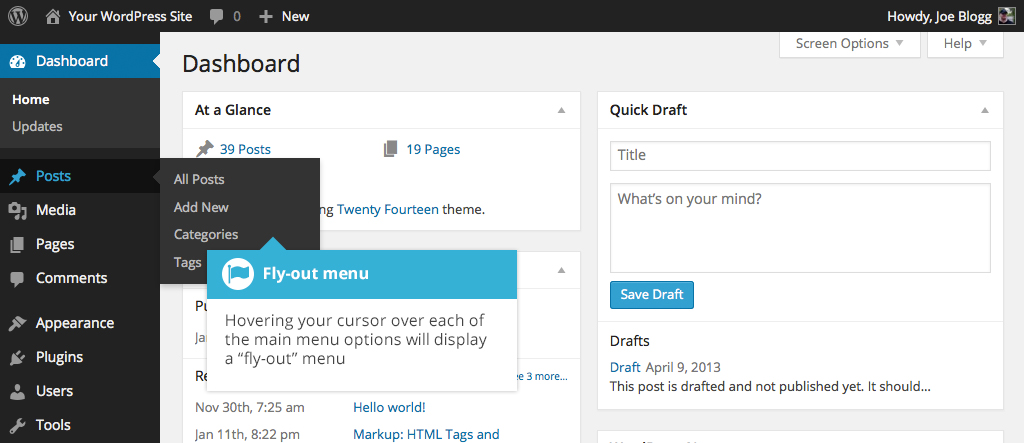 Your WordPress Site 0 + New Howdy, Joe Blogg
Dashboard
Home
Updates
Posts
Media
Pages
Comments
Appearance
Plugins
Users
Tools
All Posts
Add New
Categories
Tags
Screen Options Help
Dashboard
At a Glance
39 Posts 19 Pages
Twenty Fourteen theme.
Fly-out menu
Hovering your cursor over each of
the main menu options will display
a “fly-out” menu
3 more...
Nov 30th, 7:25 am Hello world!
Jan 11th, 8:22 pm Markup: HTML Tags and
Quick Draft
Title
What's on your mind?
Save Draft
Drafts
Draft April 9, 2013
This post is drafted and not published yet. It should...